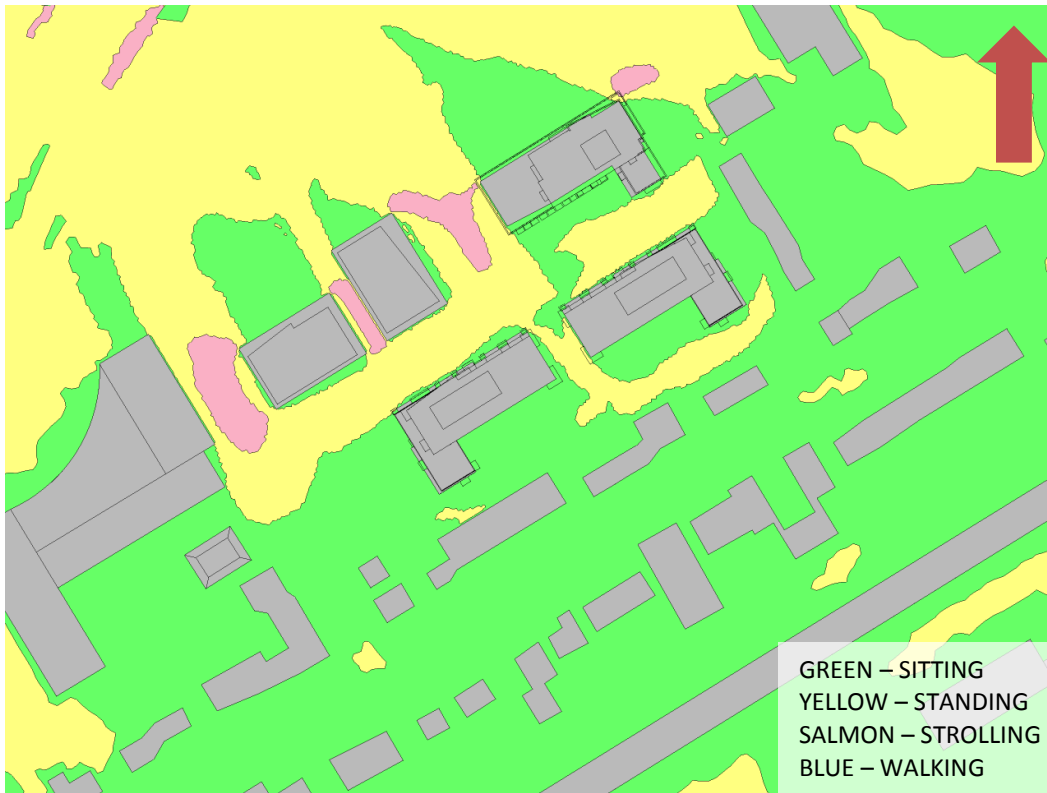 GREEN – SITTING
YELLOW – STANDING
SALMON – STROLLING
BLUE – WALKING